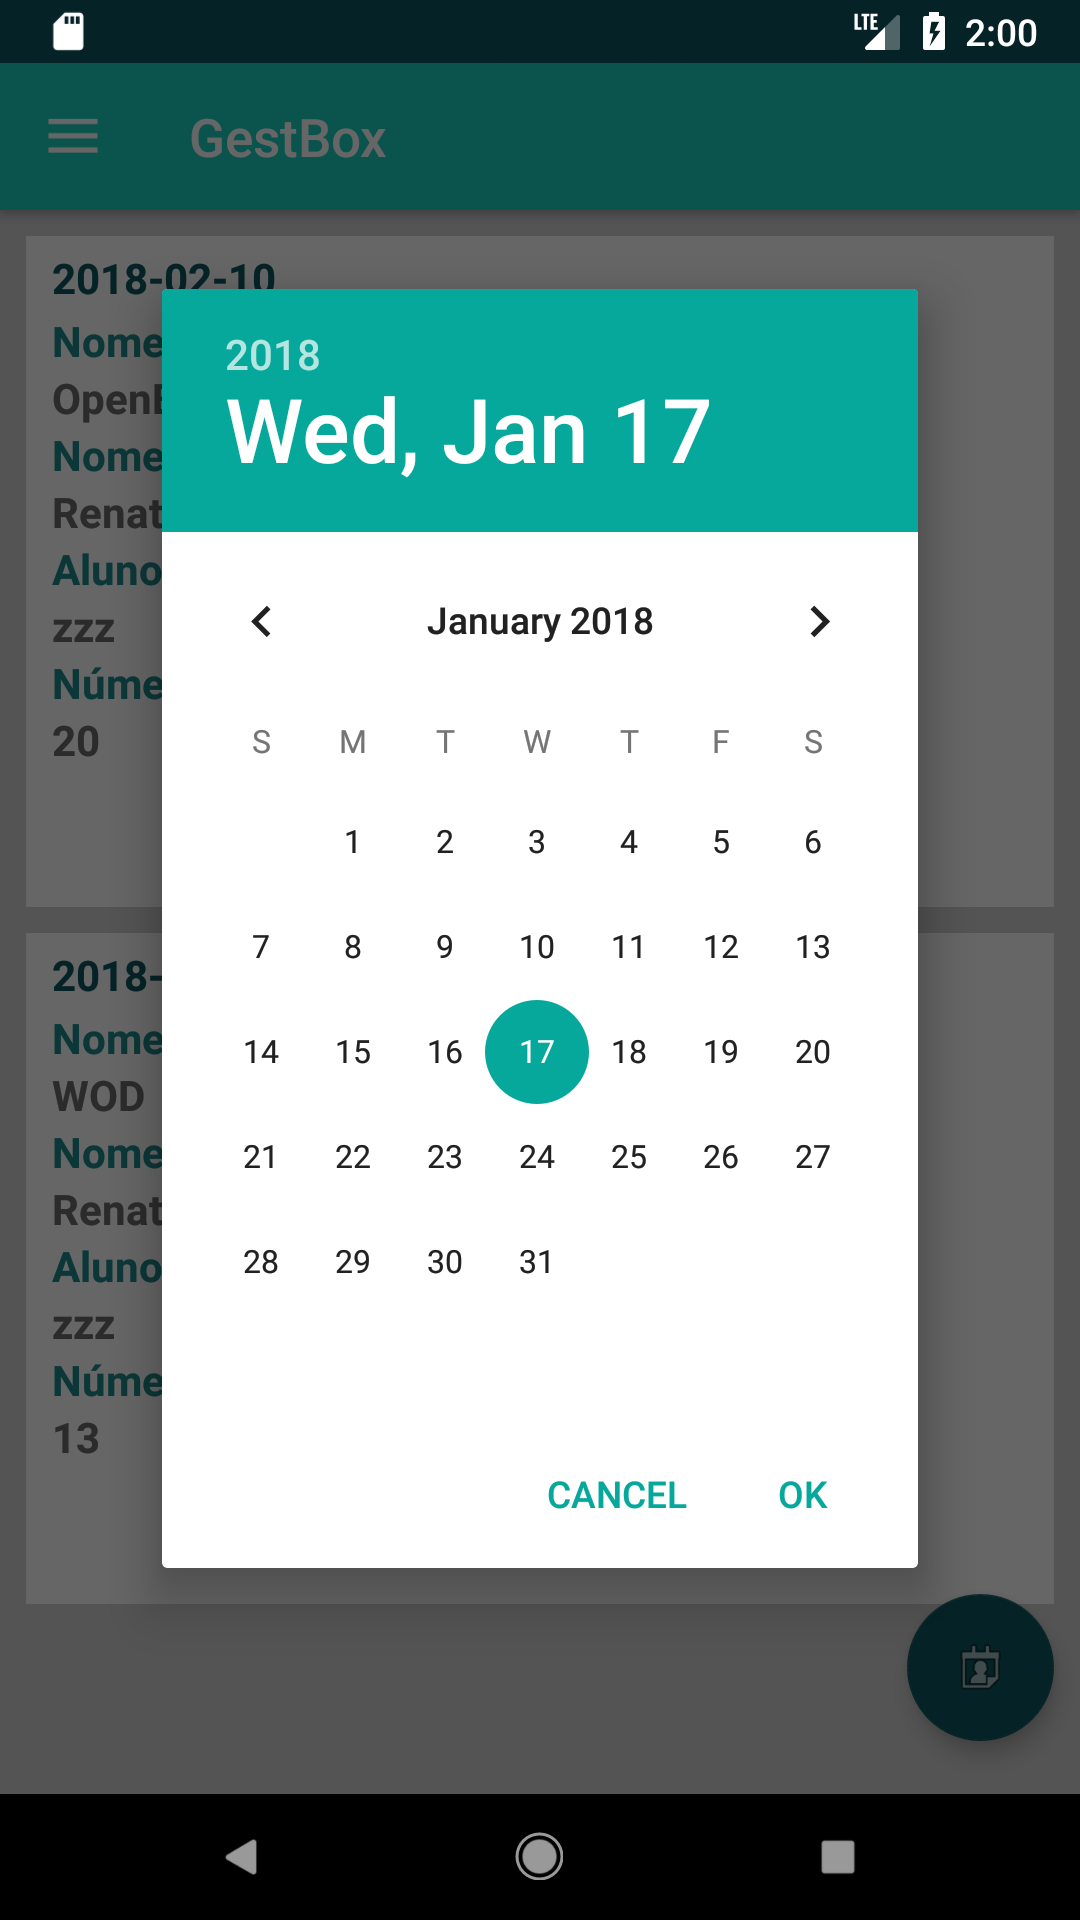 LTE 2:00
GestBox
2018-02-10
Nome
Open
Nome
Renat
Aluno
zzz
Núme
20
2018-
Nome
WOD
Nome
Renat
Aluno
zzz
Núme
13
2018
Wed, Jan 17
January 2018
S M T W T F S
1 2 3 4 5 6
7 8 9 10 11 12 13
14 15 16 17 18 19 20
21 22 23 24 25 26 27
28 29 30 31
CANCEL OK